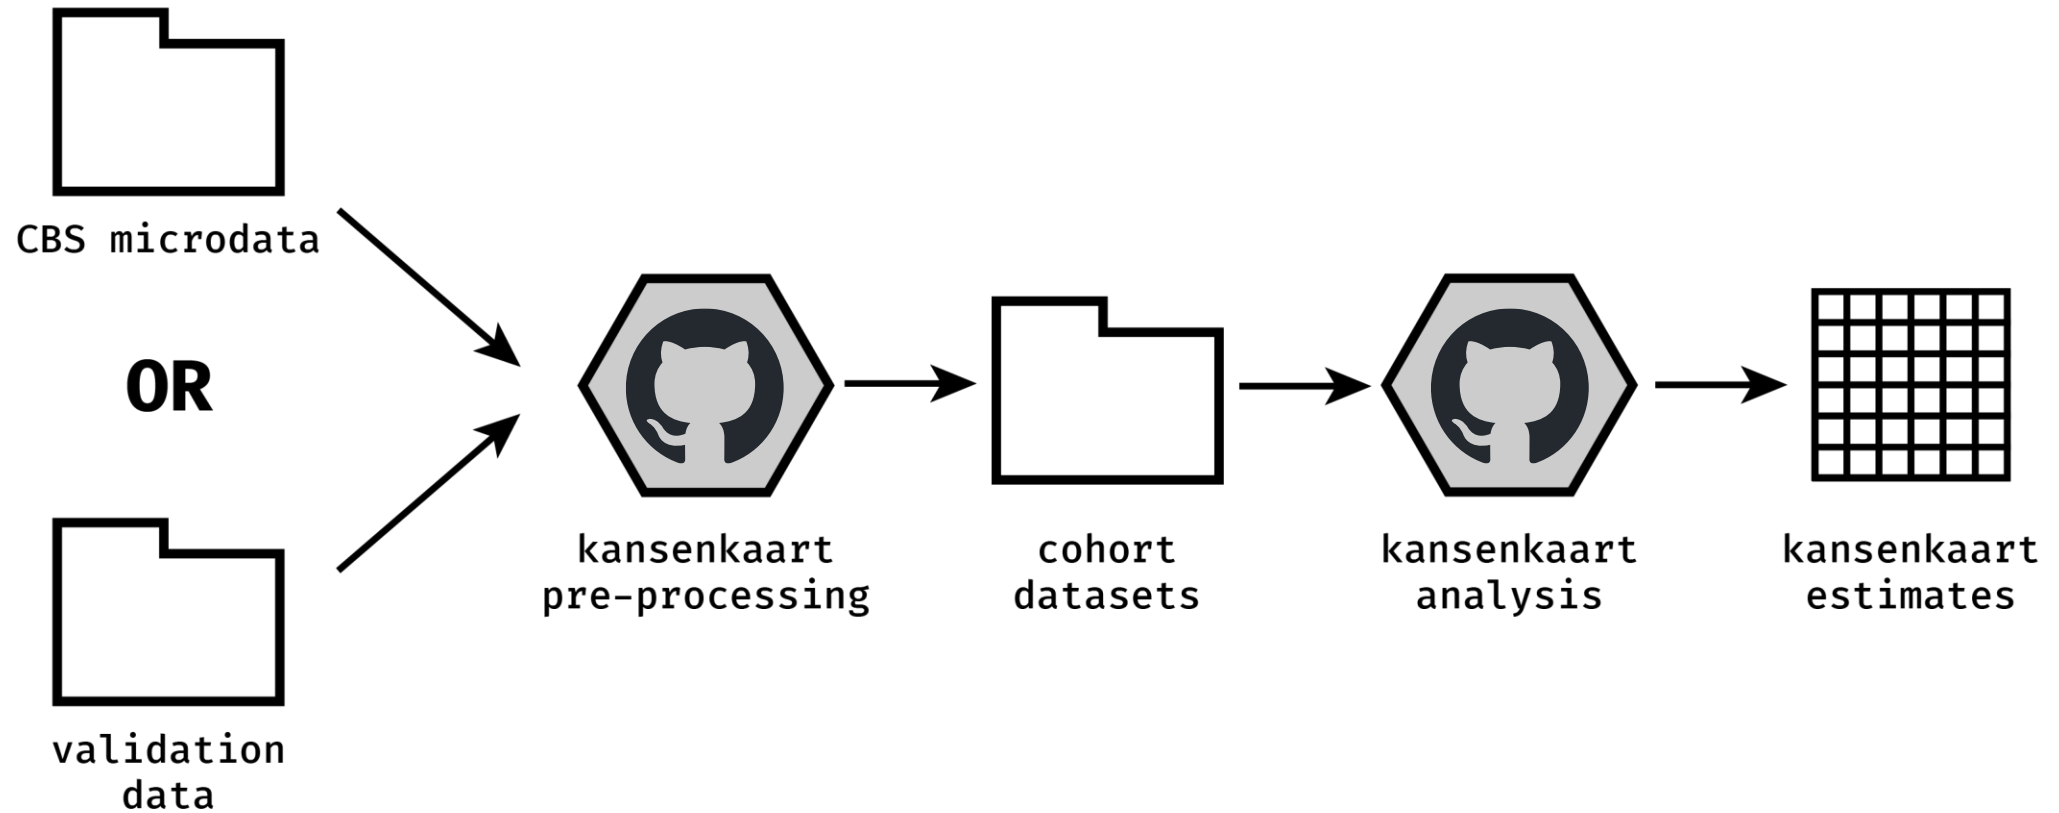 CBS microdata
OR
validation
data
kansenkaart
pre-processing
cohort
datasets
kansenkaart
analysis
kansenkaart
estimates